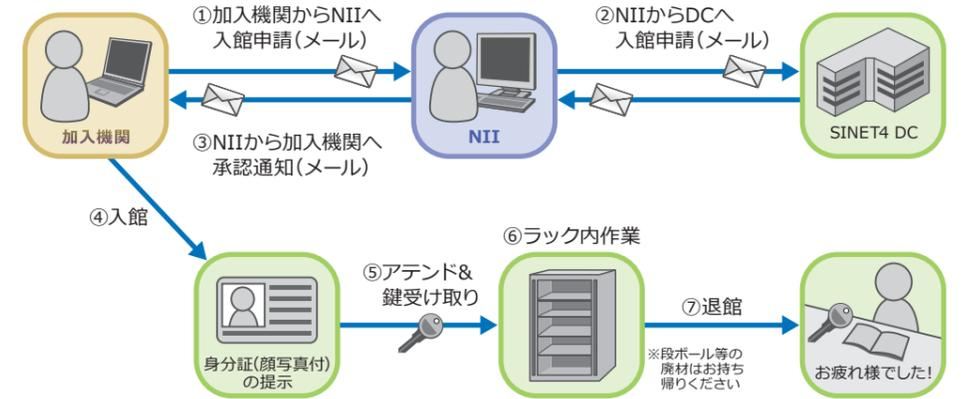 ①加入機関からNIIへ
入館申請（メール）
②NIIからDCへ
入館申請（メール）
加入機関
NII
SINET4 DC
③NIIから加入機関へ
承認通知（メール）
④入館
⑤アテンド&
鍵受け取り
⑥ラック内作業
⑦退館
身分証（顔写真付）
の提示
※段ボール等の
廃材はお持ち
帰りください
お疲れ様でした!